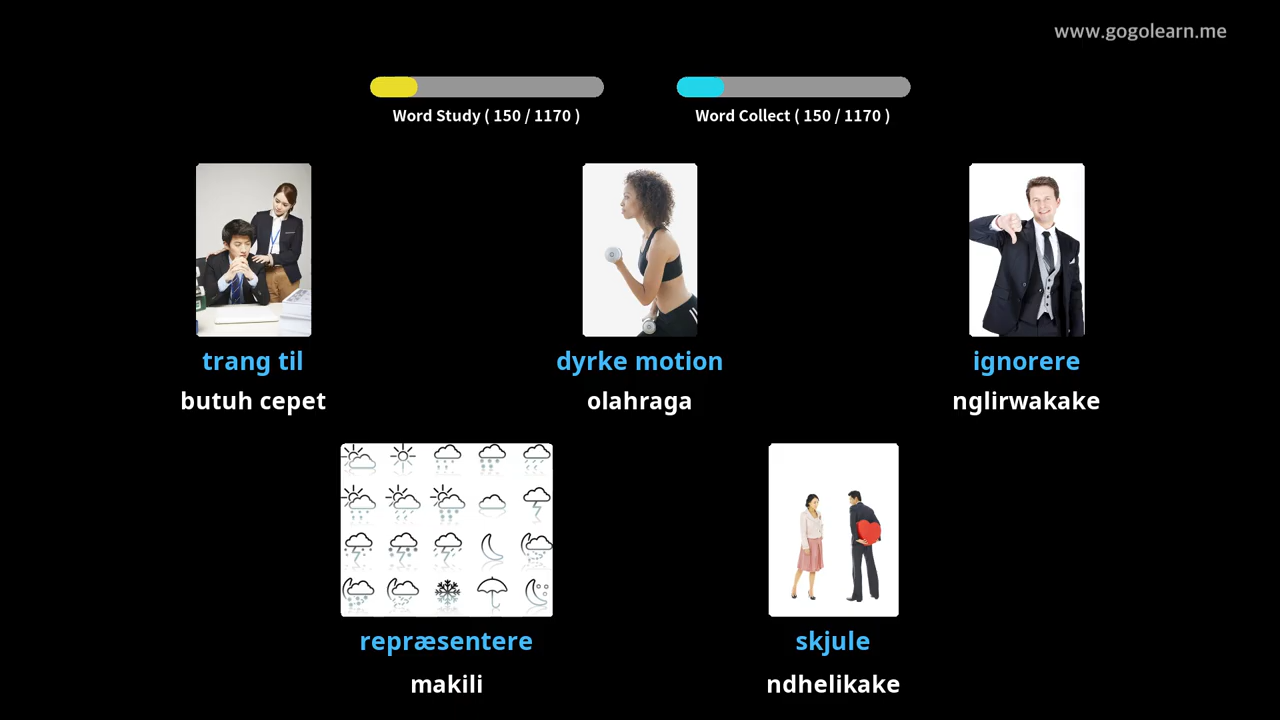 www.gogolearn.me
Word Study ( 150 / 1170 )
Word Collect ( 150 / 1170 )
trang til
dyrke motion
ignorere
butuh cepet
olahraga
nglirwakake
repræsentere
skjule
makili
ndhelikake